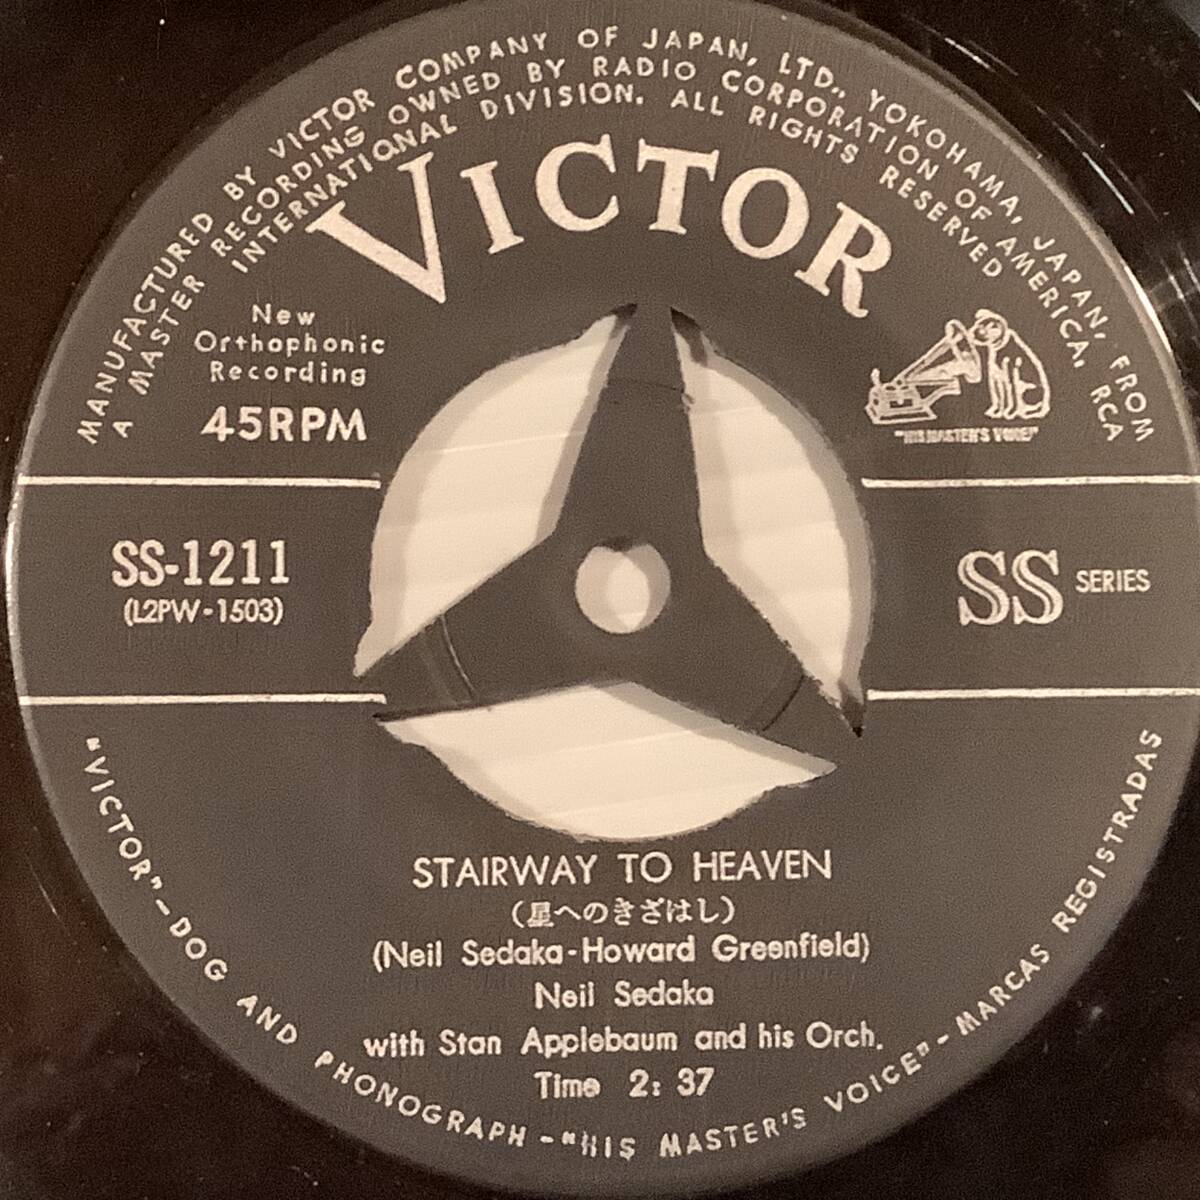 MANUFACTURED BY VICTOR COMPANY OF JAPAN, LTD., YOKOHAMA, JAPAN, FROM
A MASTER RECORDING OWNED BY RADIO CORPORATION OF AMERICA, RCA
INTERNATIONAL DIVISION. ALL RIGHTS RESERVED
VICTOR
New
Orthophonic
Recording
45RPM
"HIS MASTER'S VOICE"
SS-1211
(L2PW-1503)
SS SERIES
STAIRWAY TO HEAVEN
(星へのきざはし)
(Neil Sedaka-Howard Greenfield)
Neil Sedaka
with Stan Applebaum and his Orch.
Time 2: 37
"VICTOR"-DOG AND PHONOGRAPH-"HIS MASTER'S VOICE"-MARCAS REGISTRADAS